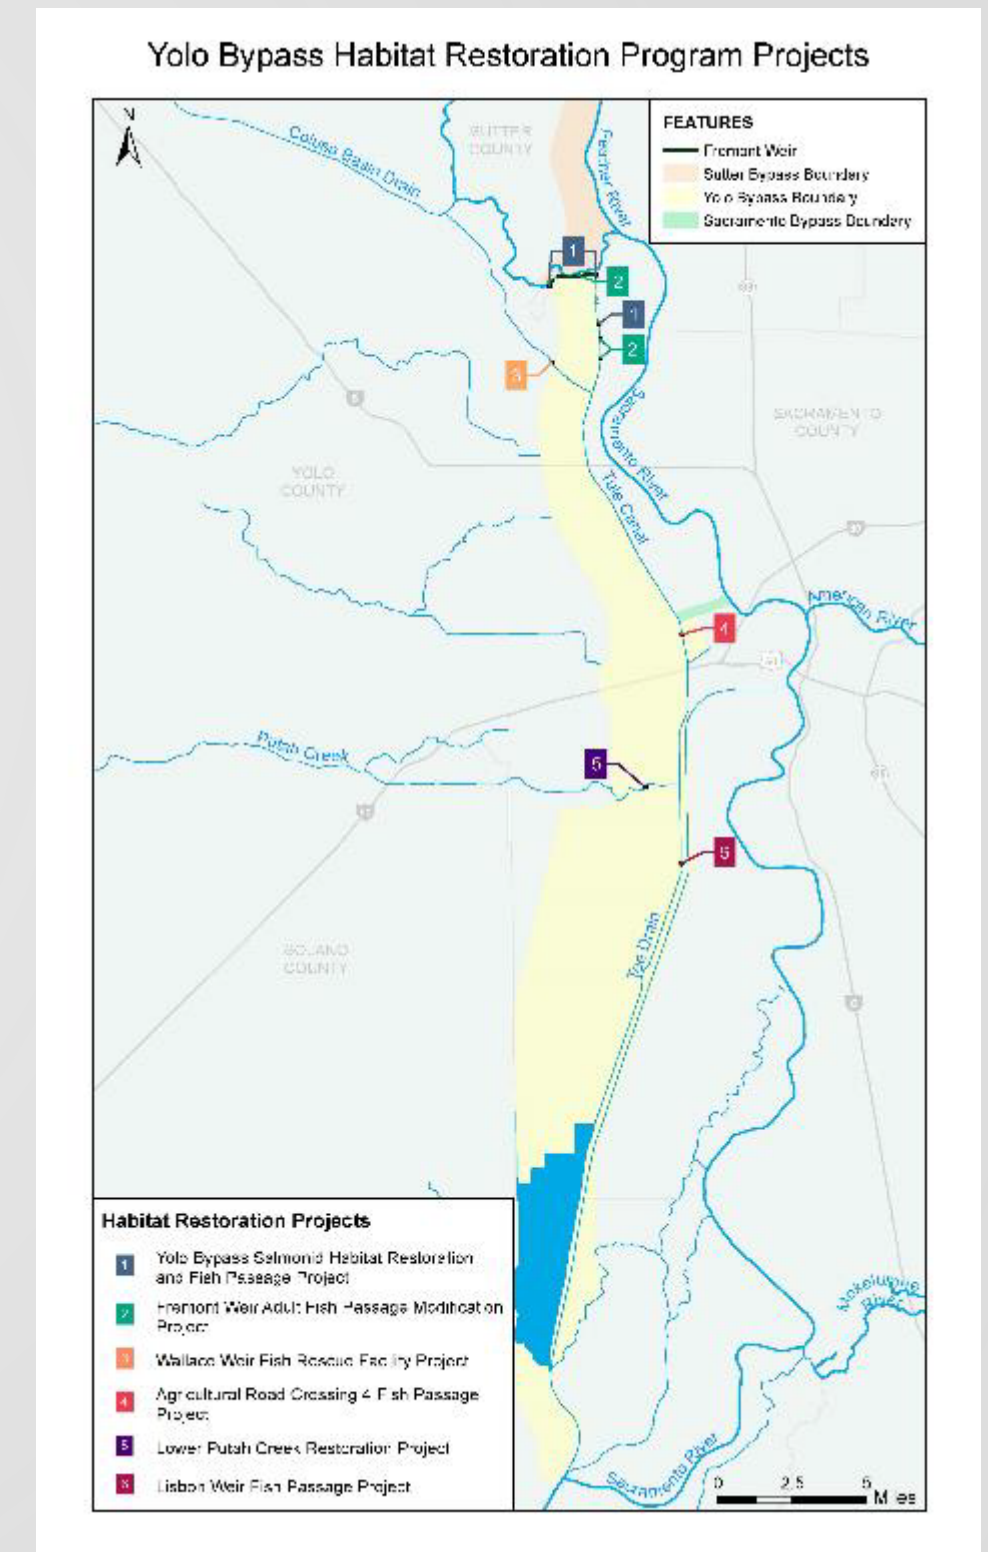 Yolo Bypass Habitat Restoration Program Projects
N
Colusa Basin Drain
SUTTER
COUNTY
Feather River
FEATURES
Fremont Weir
Sutter Bypass Boundary
Yolo Bypass Boundary
Sacramento Bypass Boundary
1
2
1
2
3
5
Sacramento River
SACRAMENTO
COUNTY
YOLO
COUNTY
Tule Canal
80
American River
4
Putah Creek
5
6
SOLANO
COUNTY
Toe Drain
5
Habitat Restoration Projects
1 Yolo Bypass Salmonid Habitat Restoration
and Fish Passage Project
2 Fremont Weir Adult Fish Passage Modification
Project
3 Wallace Weir Fish Rescue Facility Project
4 Agricultural Road Crossing 4 Fish Passage
Project
5 Lower Putah Creek Restoration Project
6 Lisbon Weir Fish Passage Project
Mokelumne
River
Sacramento River
0 2.5 5
Miles